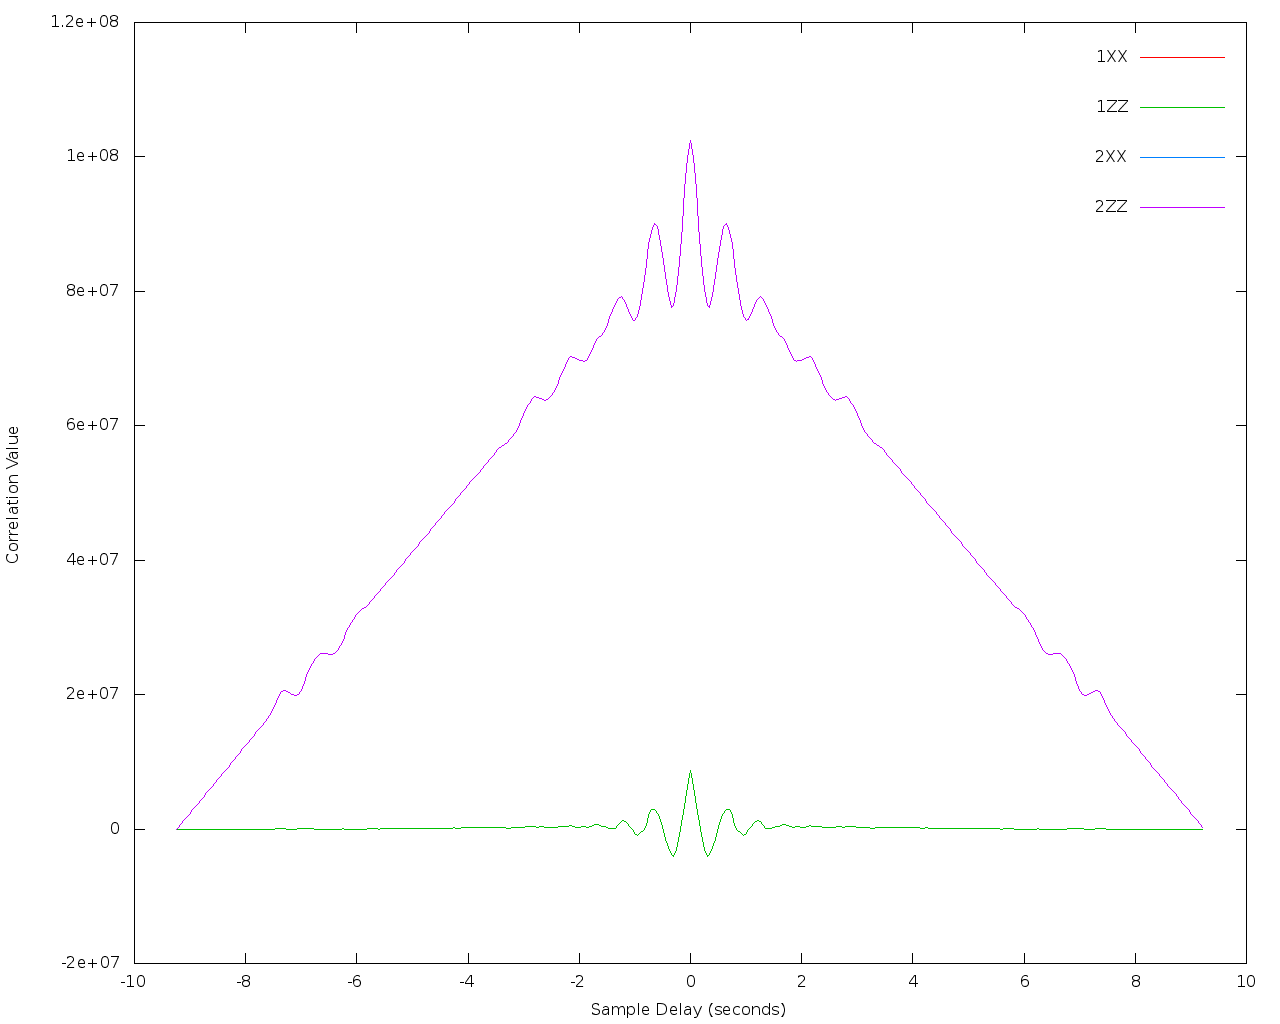 1.2e+08
1e+08
8e+07
6e+07
4e+07
2e+07
0
-2e+07
-10
-8
-6
-4
-2
0
2
4
6
8
10
Correlation Value
Sample Delay (seconds)
1XX
1ZZ
2XX
2ZZ